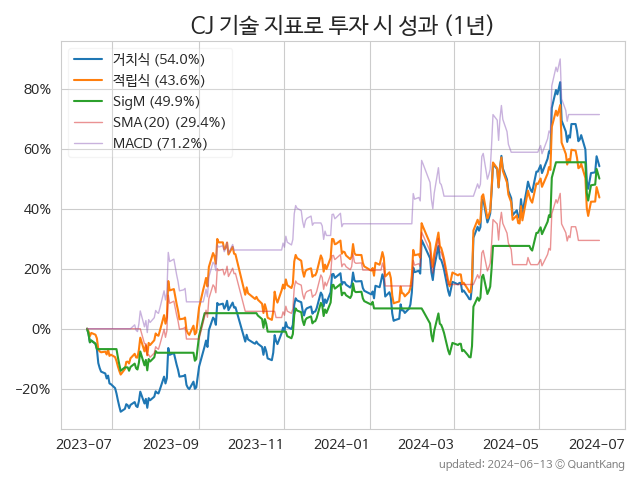 CJ 기술 지표로 투자 시 성과 (1년)
거치식 (54.0%)
적립식 (43.6%)
SigM (49.9%)
SMA(20) (29.4%)
MACD (71.2%)
80%
60%
40%
20%
0%
−20%
2023−07 2023−09 2023−11 2024−01 2024−03 2024−05 2024−07
updated: 2024-06-13 © QuantKang